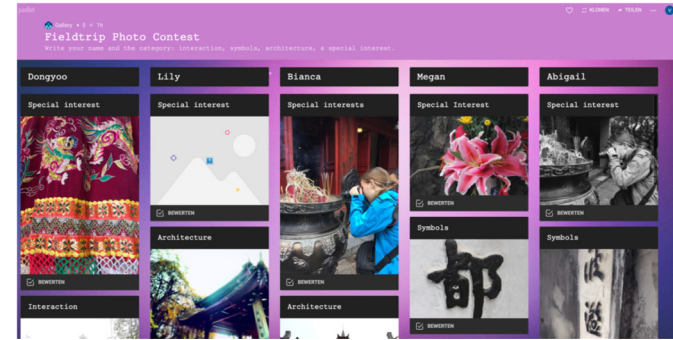 padlet
KLONEN
TEILEN
V
Gallery • 5 • 1h
Fieldtrip Photo Contest
Write your name and the category: interaction, symbols, architecture, a special interest.
Dongyoo
Special interest
BEWERTEN
Interaction
Lily
Special interest
BEWERTEN
Architecture
Bianca
Special interests
BEWERTEN
Architecture
Megan
Special Interest
BEWERTEN
Symbols
都
BEWERTEN
Abigail
Special interest
BEWERTEN
Symbols